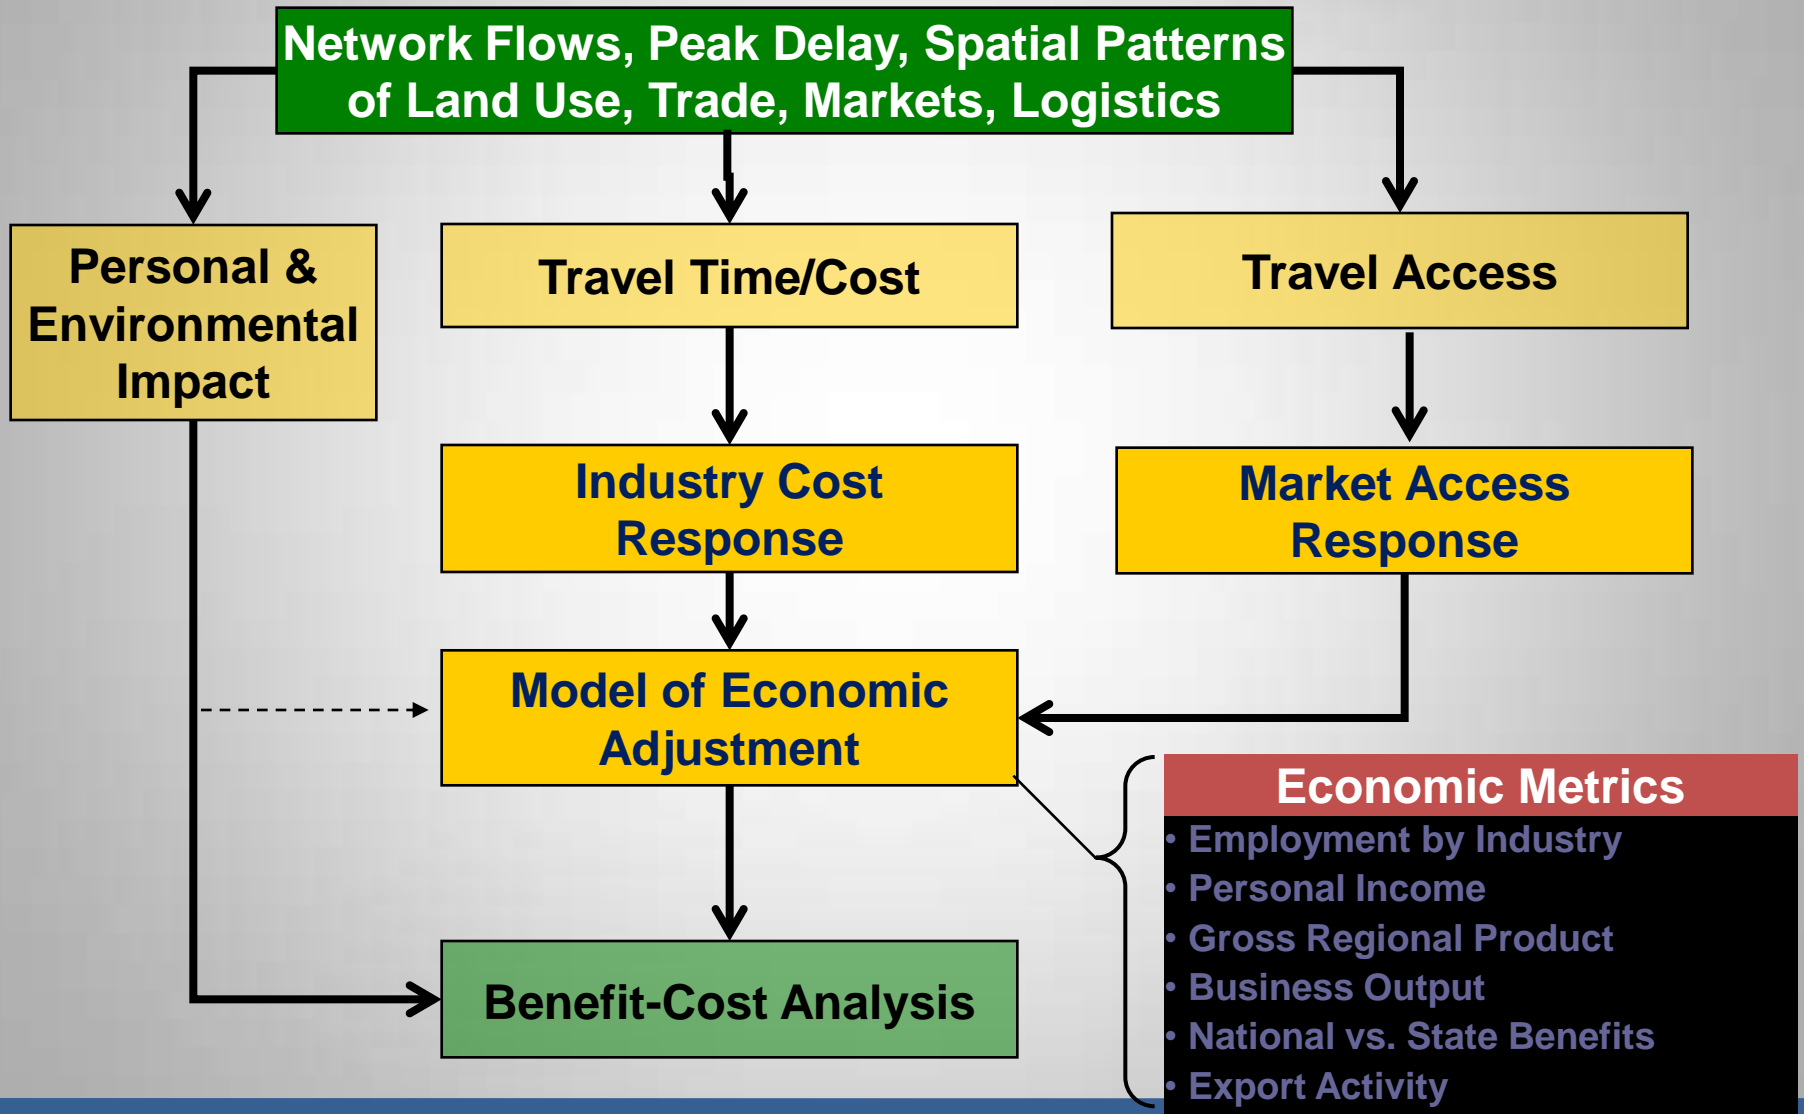 Network Flows, Peak Delay, Spatial Patterns
of Land Use, Trade, Markets, Logistics
Personal &
Environmental
Impact
Travel Time/Cost
Travel Access
Industry Cost
Response
Market Access
Response
Model of Economic
Adjustment
Benefit-Cost Analysis
Economic Metrics
• Employment by Industry
• Personal Income
• Gross Regional Product
• Business Output
• National vs. State Benefits
• Export Activity